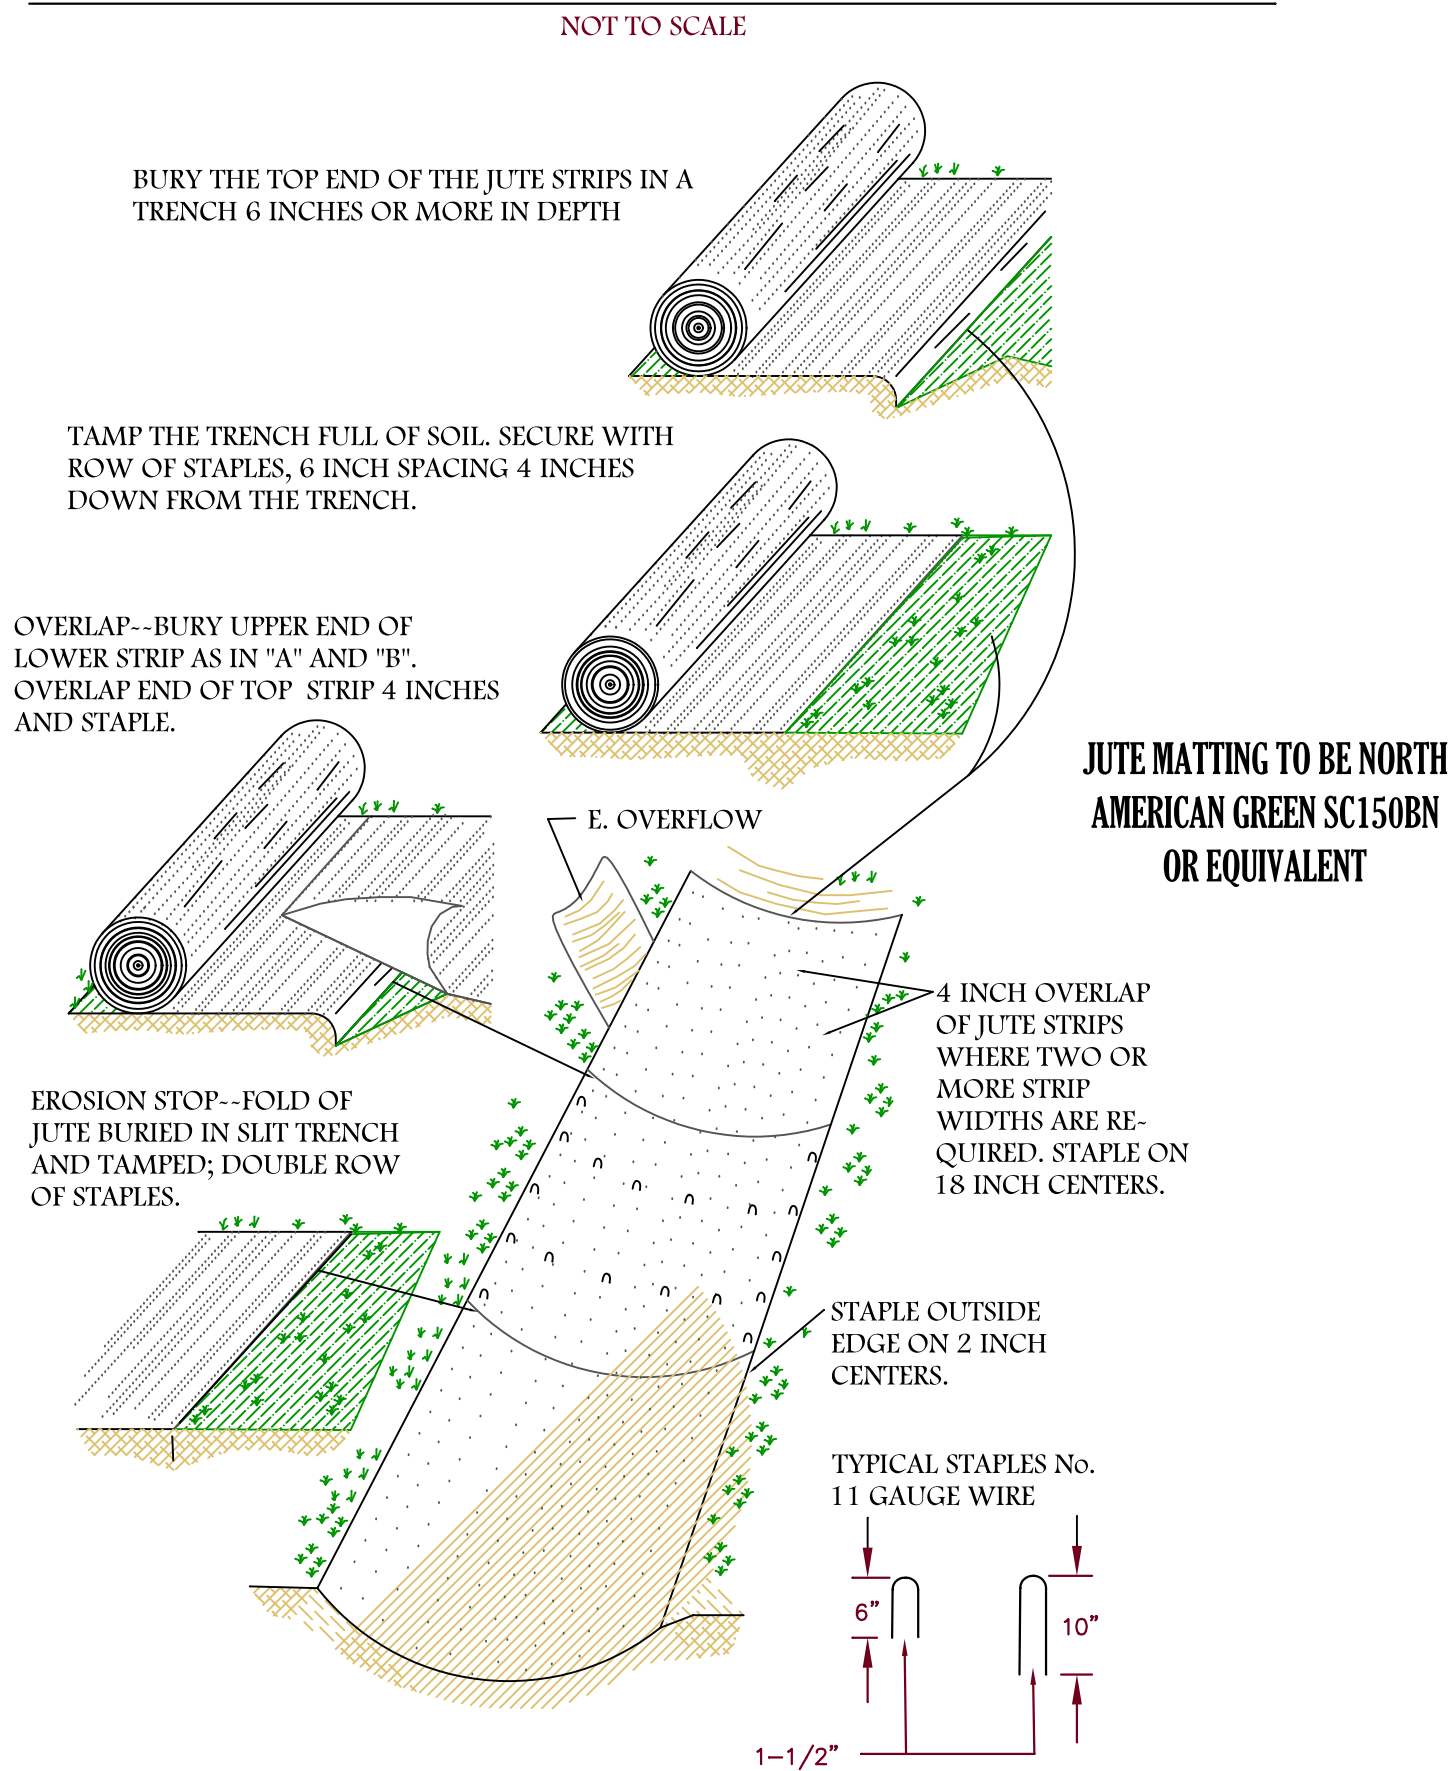 NOT TO SCALE
BURY THE TOP END OF THE JUTE STRIPS IN A
TRENCH 6 INCHES OR MORE IN DEPTH
TAMP THE TRENCH FULL OF SOIL. SECURE WITH
ROW OF STAPLES, 6 INCH SPACING 4 INCHES
DOWN FROM THE TRENCH.
OVERLAP--BURY UPPER END OF
LOWER STRIP AS IN "A" AND "B".
OVERLAP END OF TOP STRIP 4 INCHES
AND STAPLE.
JUTE MATTING TO BE NORTH
AMERICAN GREEN SC150BN
OR EQUIVALENT
E. OVERFLOW
4 INCH OVERLAP
OF JUTE STRIPS
WHERE TWO OR
MORE STRIP
WIDTHS ARE RE-
QUIRED. STAPLE ON
18 INCH CENTERS.
EROSION STOP--FOLD OF
JUTE BURIED IN SLIT TRENCH
AND TAMPED; DOUBLE ROW
OF STAPLES.
STAPLE OUTSIDE
EDGE ON 2 INCH
CENTERS.
TYPICAL STAPLES No.
11 GAUGE WIRE
6"
10"
1-1/2"